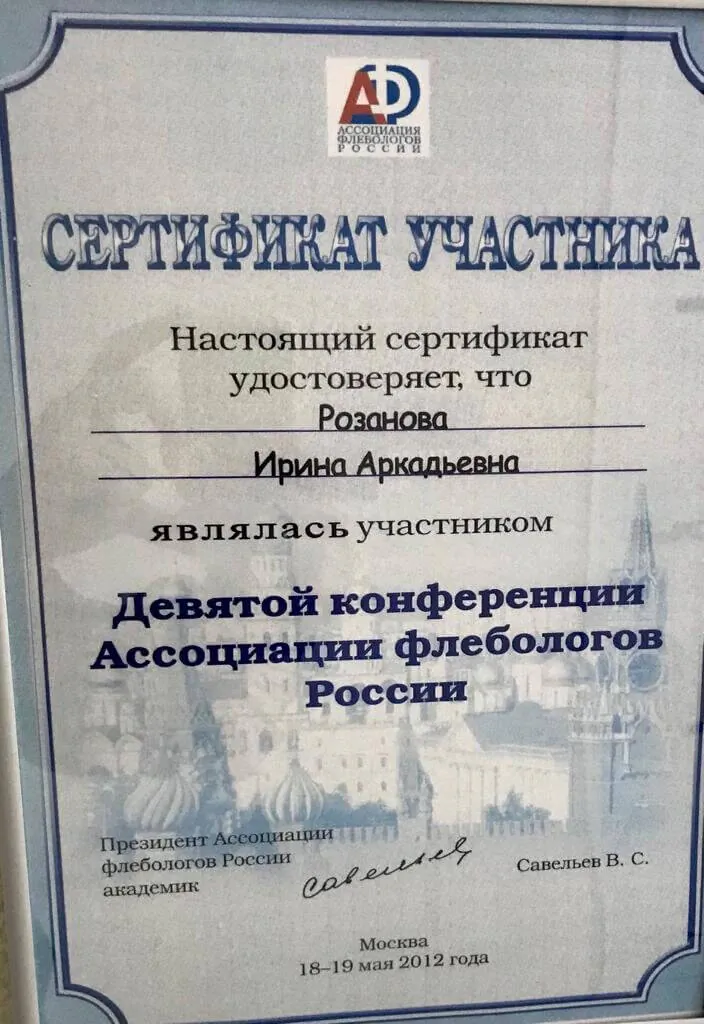 АФ
АССОЦИАЦИЯ
ФЛЕБОЛОГОВ
РОССИИ
СЕРТИФИКАТ УЧАСТНИКА
Настоящий сертификат
удостоверяет, что
Розанова
Ирина Аркадьевна
являлась участником
Девятой конференции
Ассоциации флебологов
России
Президент Ассоциации
флебологов России
академик
Савельев
Савельев В. С.
Москва
18–19 мая 2012 года